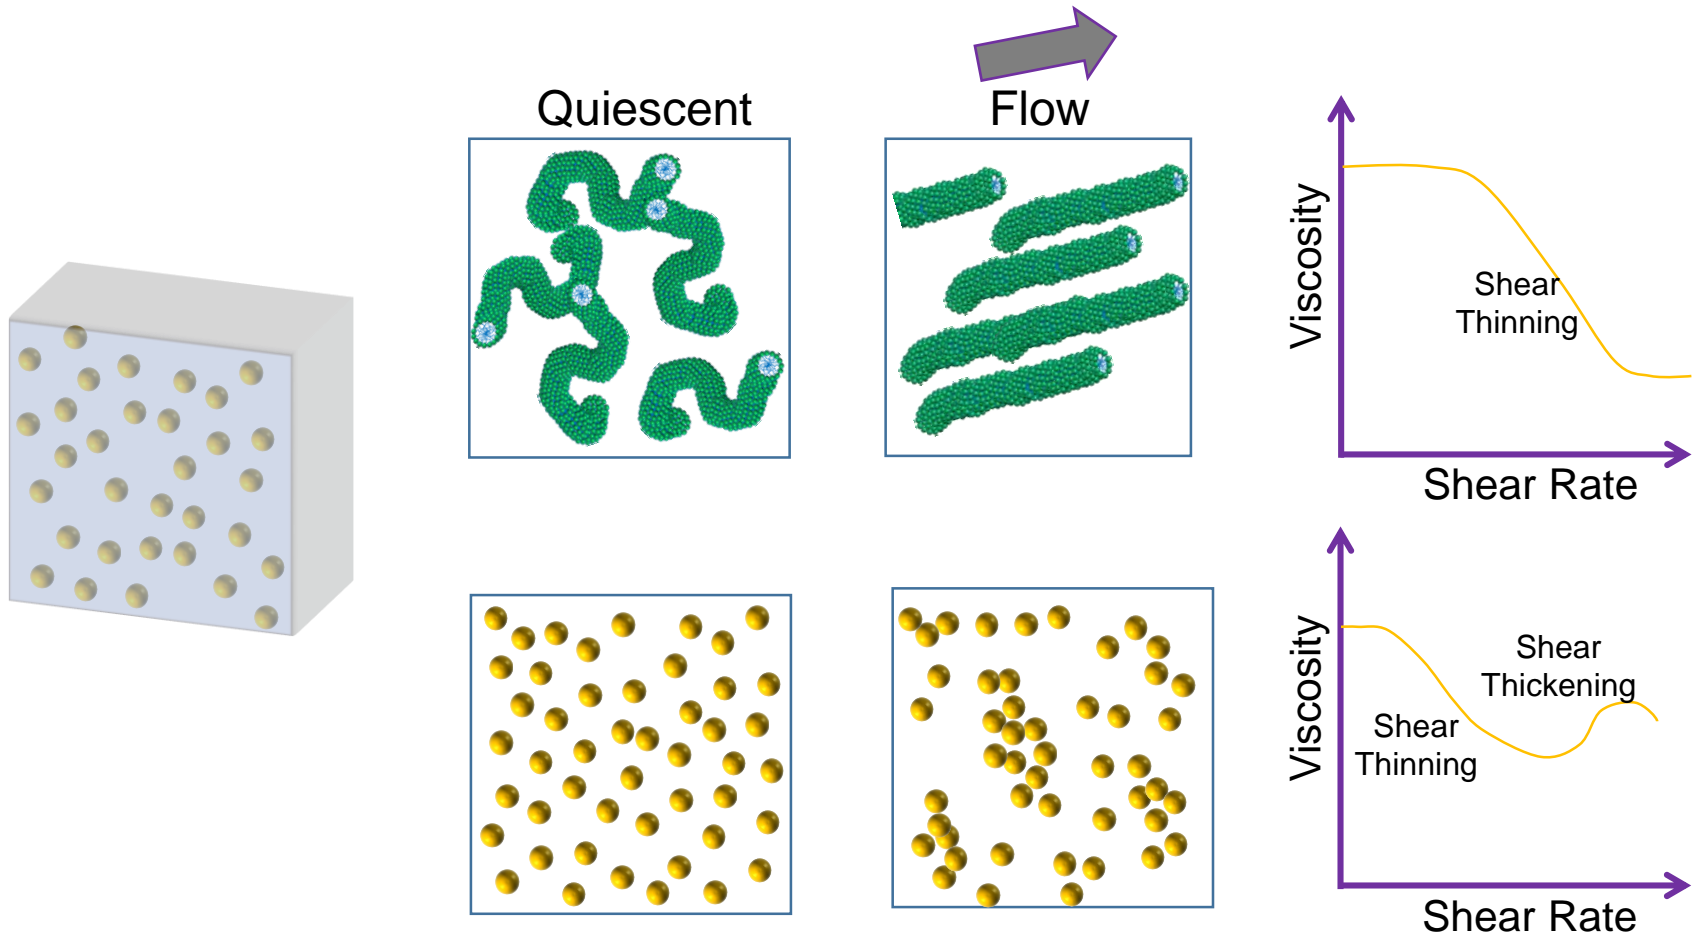 Quiescent
Flow
Viscosity
Shear
Thinning
Shear Rate
Viscosity
Shear
Thickening
Shear
Thinning
Shear Rate